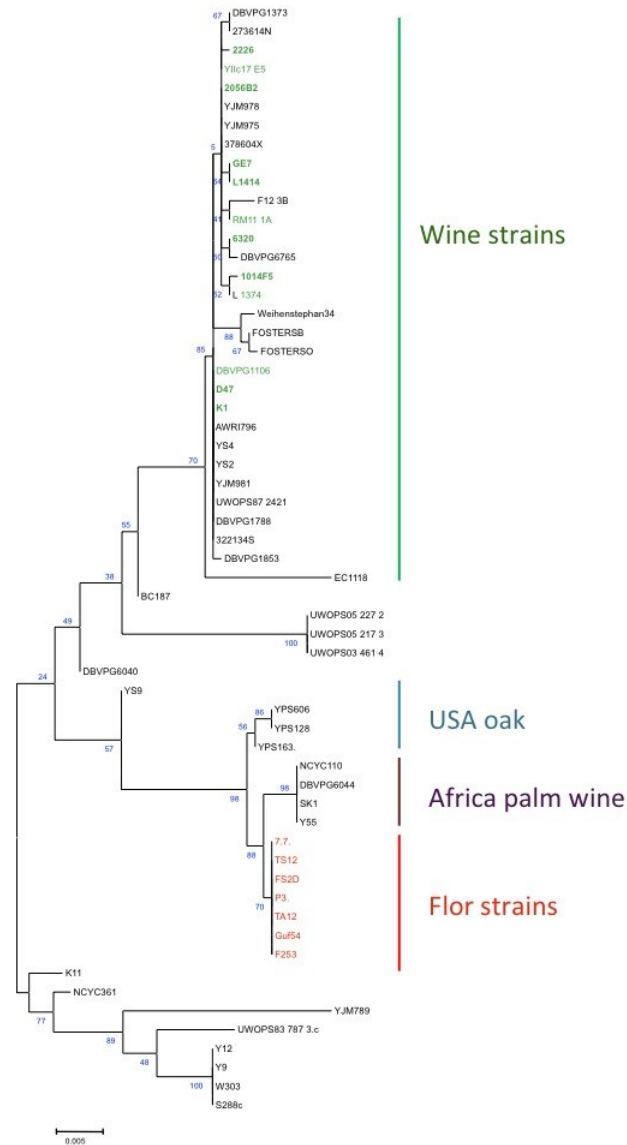 67
DBVPG1373
273614N
2226
YIIc17 E5
2056B2
YJM978
YJM975
378604X
5
GE7
64
L1414
F12 3B
41
RM11 1A
6320
50
DBVPG6765
1014F5
52
L 1374
Weihenstephan34
88
FOSTERSB
67
FOSTERSO
85
DBVPG1106
D47
K1
AWRI796
YS4
70
YS2
YJM981
UWOPS87 2421
DBVPG1788
322134S
DBVPG1853
EC1118
Wine strains
55
38
BC187
UWOPS05 227 2
UWOPS05 217 3
100
UWOPS03 461 4
49
DBVPG6040
24
YS9
57
86
YPS606
56
YPS128
YPS163.
USA oak
98
NCYC110
98
DBVPG6044
SK1
Y55
Africa palm wine
88
7.7.
TS12
FS2D
P3.
79
TA12
Guf54
F253
Flor strains
K11
NCYC361
77
YJM789
89
UWOPS83 787 3.c
48
Y12
Y9
100
W303
S288c
0.005